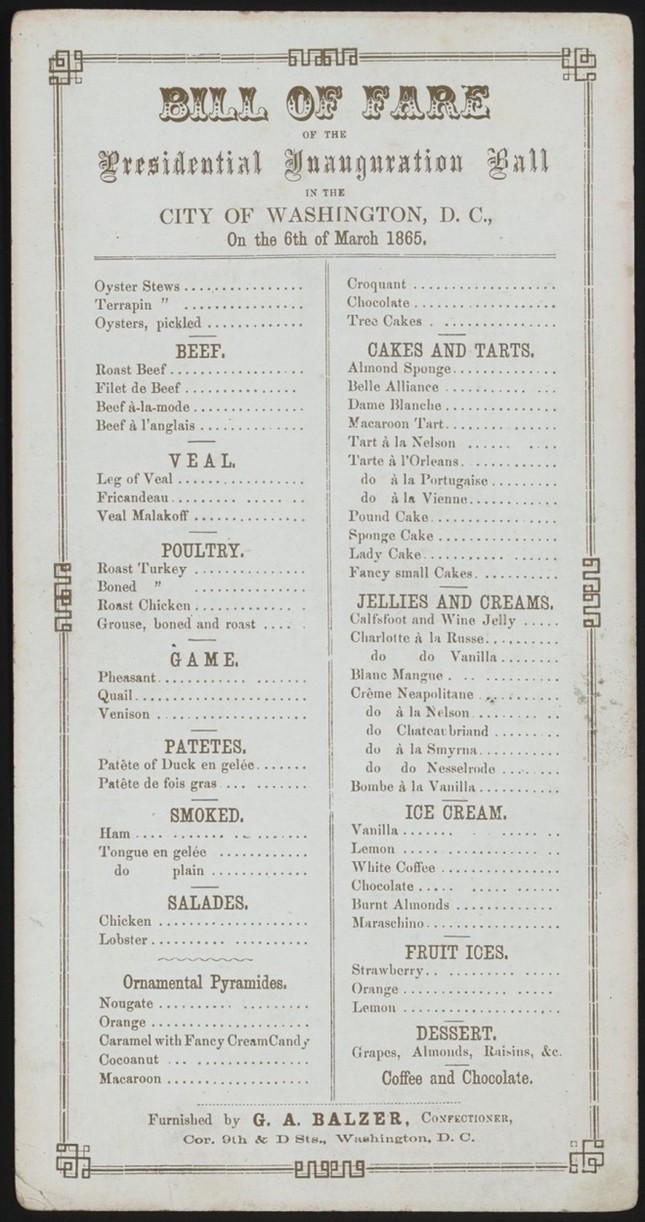 BILL OF FARE
OF THE
Presidential Inauguration Ball
IN THE
CITY OF WASHINGTON, D. C.,
On the 6th of March 1865.
Oyster Stews
Terrapin "
Oysters, pickled
BEEF.
Roast Beef
Filet de Beef
Beef à-la-mode
Beef à l'anglais
VEAL.
Leg of Veal
Fricandeau
Veal Malakoff
POULTRY.
Roast Turkey
Boned "
Roast Chicken
Grouse, boned and roast
GAME.
Pheasant
Quail
Venison
PATETES.
Patête of Duck en gelée
Patête de fois gras
SMOKED.
Ham
Tongue en gelée
do plain
SALADES.
Chicken
Lobster
Ornamental Pyramides.
Nougate
Orange
Caramel with Fancy Cream Candy
Cocoanut
Macaroon
Croquant
Chocolate
Tree Cakes
CAKES AND TARTS.
Almond Sponge
Belle Alliance
Dame Blanche
Macaroon Tart
Tart à la Nelson
Tarte à l'Orleans
do à la Portugaise
do à la Vienne
Pound Cake
Sponge Cake
Lady Cake
Fancy small Cakes
JELLIES AND CREAMS.
Calfsfoot and Wine Jelly
Charlotte à la Russe
do do Vanilla
Blanc Mangue
Crême Neapolitane
do à la Nelson
do Chateaubriand
do à la Smyrna
do do Nesselrode
Bombe à la Vanilla
ICE CREAM.
Vanilla
Lemon
White Coffee
Chocolate
Burnt Almonds
Maraschino
FRUIT ICES.
Strawberry
Orange
Lemon
DESSERT.
Grapes, Almonds, Raisins, &c.
Coffee and Chocolate.
Furnished by G. A. BALZER, CONFECTIONER,
Cor. 9th & D Sts., Washington, D. C.